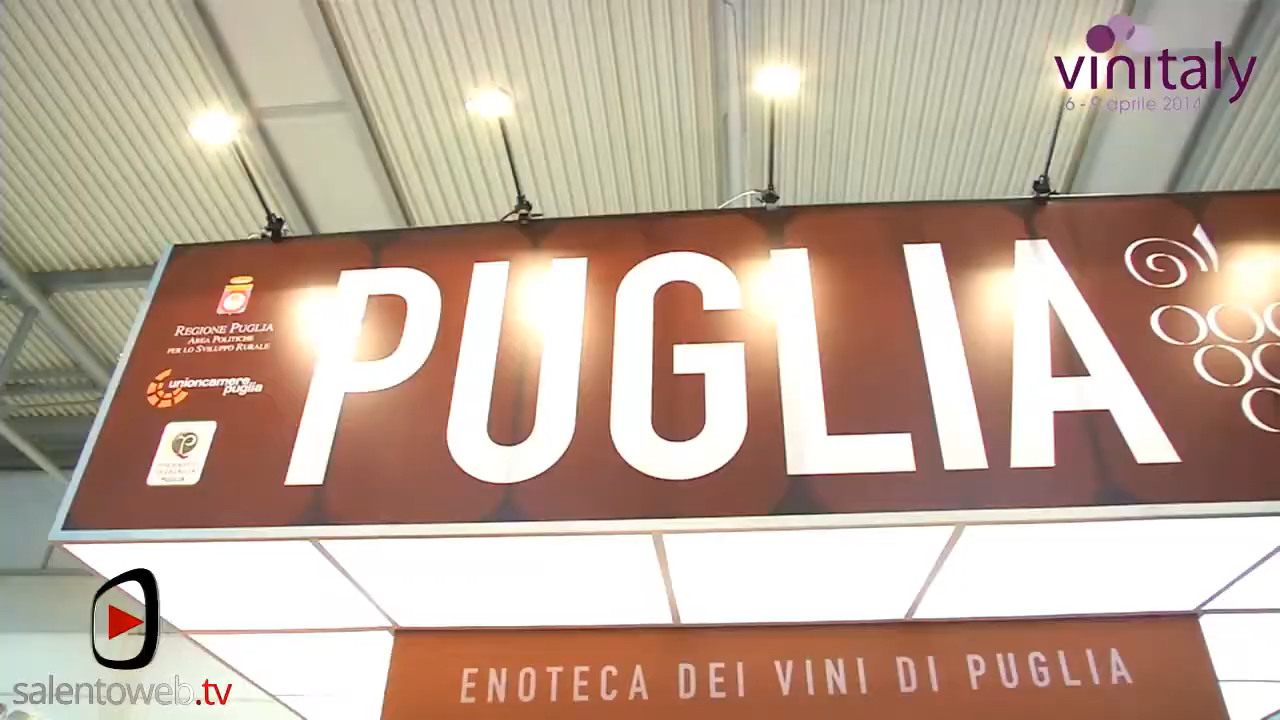 vinitaly
6 - 9 aprile 2014
PUGLIA
REGIONE PUGLIA
AREA POLITICHE
PER LO SVILUPPO RURALE
unioncamere
puglia
PUGLIA
ENOTECA DEI VINI DI PUGLIA
salentoweb.tv